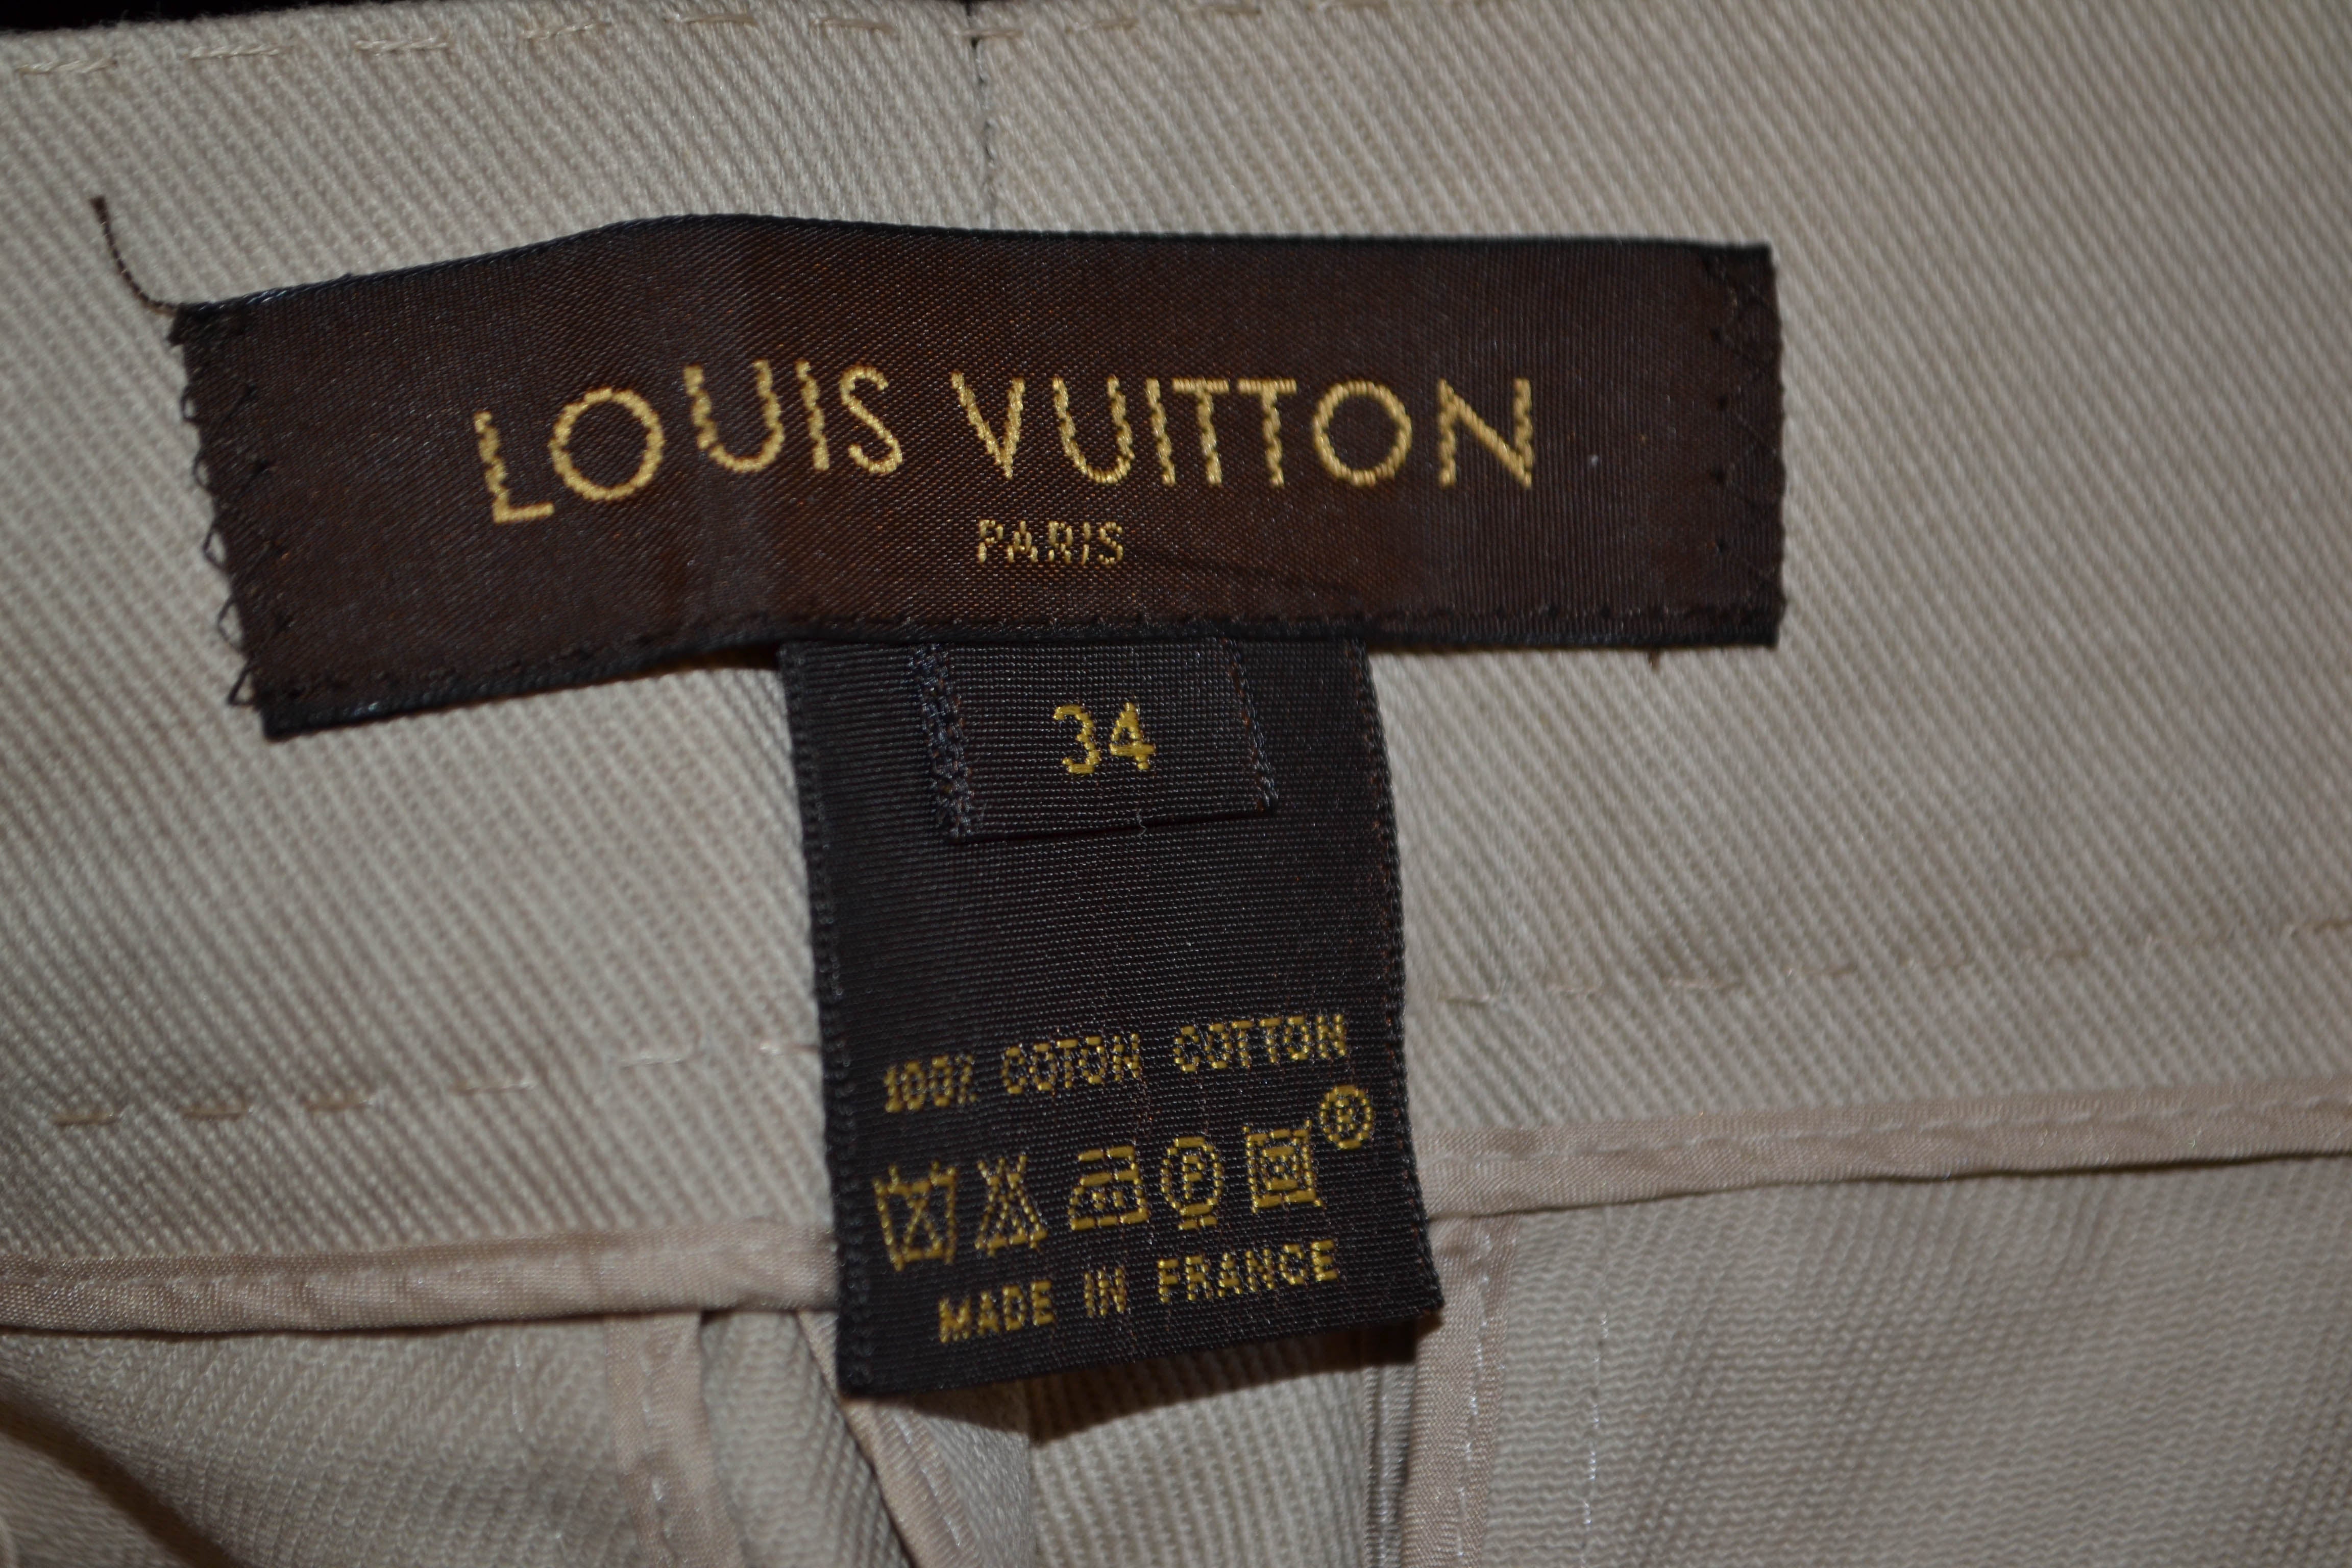 LOUIS VUITTON
PARIS
34
100% COTON COTTON
P ®
MADE IN FRANCE